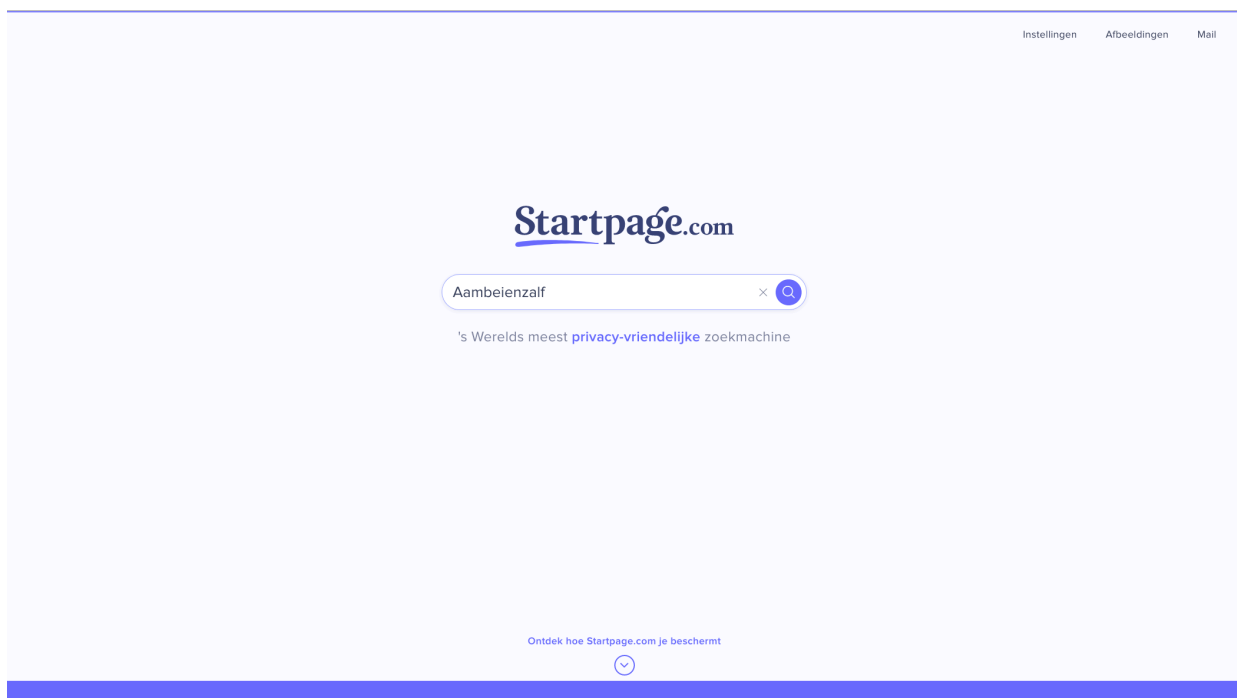 Instellingen Afbeeldingen Mail
Startpage.com
Aambeienzalf
's Werelds meest privacy-vriendelijke zoekmachine
Ontdek hoe Startpage.com je beschermt